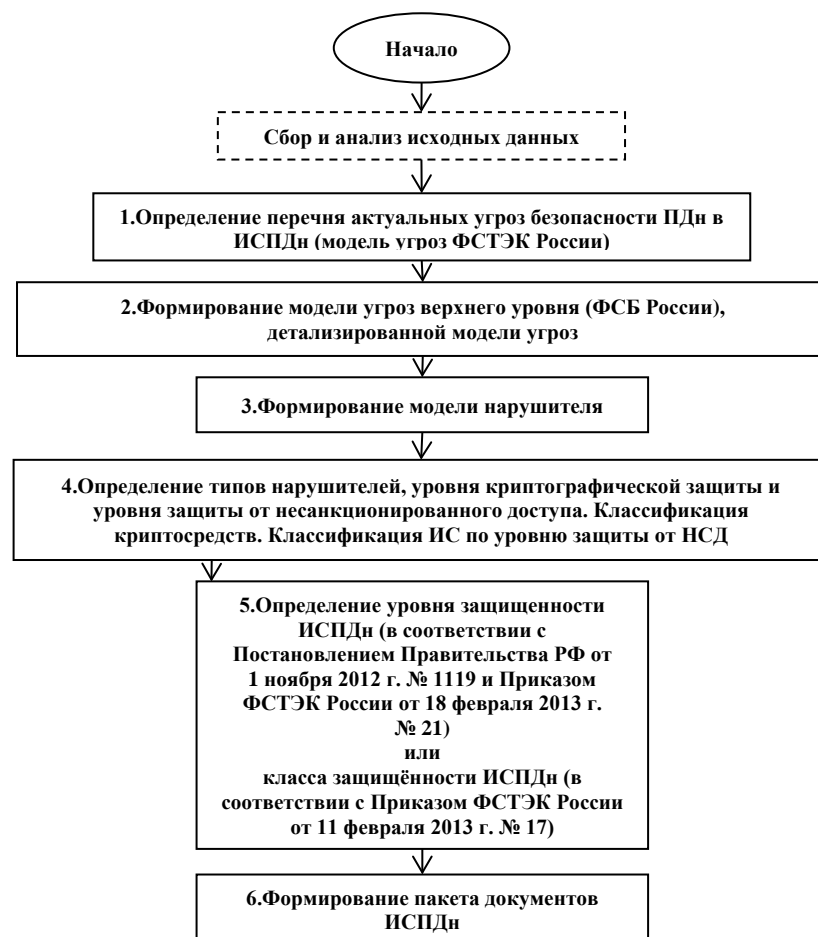 Начало
Сбор и анализ исходных данных
1.Определение перечня актуальных угроз безопасности ПДн в
ИСПДн (модель угроз ФСТЭК России)
2.Формирование модели угроз верхнего уровня (ФСБ России),
детализированной модели угроз
3.Формирование модели нарушителя
4.Определение типов нарушителей, уровня криптографической защиты и
уровня защиты от несанкционированного доступа. Классификация
криптосредств. Классификация ИС по уровню защиты от НСД
5.Определение уровня защищенности
ИСПДн (в соответствии с
Постановлением Правительства РФ от
1 ноября 2012 г. № 1119 и Приказом
ФСТЭК России от 18 февраля 2013 г.
№ 21)
или
класса защищённости ИСПДн (в
соответствии с Приказом ФСТЭК России
от 11 февраля 2013 г. № 17)
6.Формирование пакета документов
ИСПДн